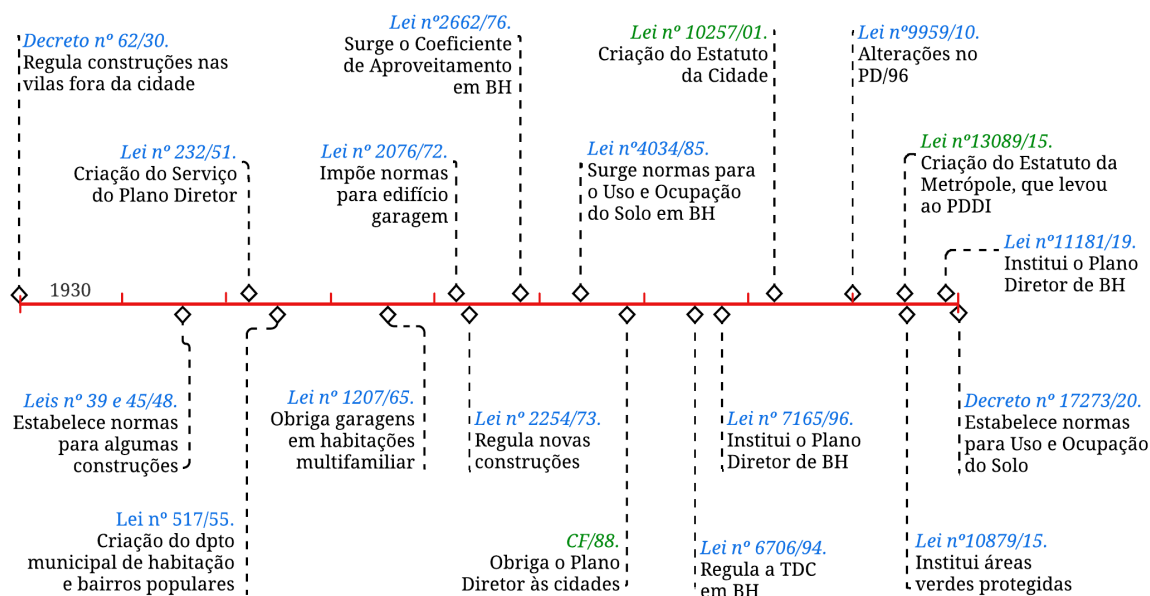 Decreto nº 62/30.
Regula construções nas
vilas fora da cidade
Lei nº2662/76.
Surge o Coeficiente
de Aproveitamento
em BH
Lei nº 10257/01.
Criação do Estatuto
da Cidade
Lei nº9959/10.
Alterações no
PD/96
Lei nº 232/51.
Criação do Serviço
do Plano Diretor
Lei nº 2076/72.
Impõe normas
para edifício
garagem
Lei nº4034/85.
Surge normas para
o Uso e Ocupação
do Solo em BH
Lei nº13089/15.
Criação do Estatuto da
Metrópole, que levou
ao PDDI
Lei nº11181/19.
Institui o Plano
Diretor de BH
1930
Leis nº 39 e 45/48.
Estabelece normas
para algumas
construções
Lei nº 1207/65.
Obriga garagens
em habitações
multifamiliar
Lei nº 2254/73.
Regula novas
construções
Lei nº 7165/96.
Institui o Plano
Diretor de BH
Decreto nº 17273/20.
Estabelece normas
para Uso e Ocupação
do Solo
Lei nº 517/55.
Criação do dpto
municipal de habitação
e bairros populares
CF/88.
Obriga o Plano
Diretor às cidades
Lei nº 6706/94.
Regula a TDC
em BH
Lei nº10879/15.
Institui áreas
verdes protegidas